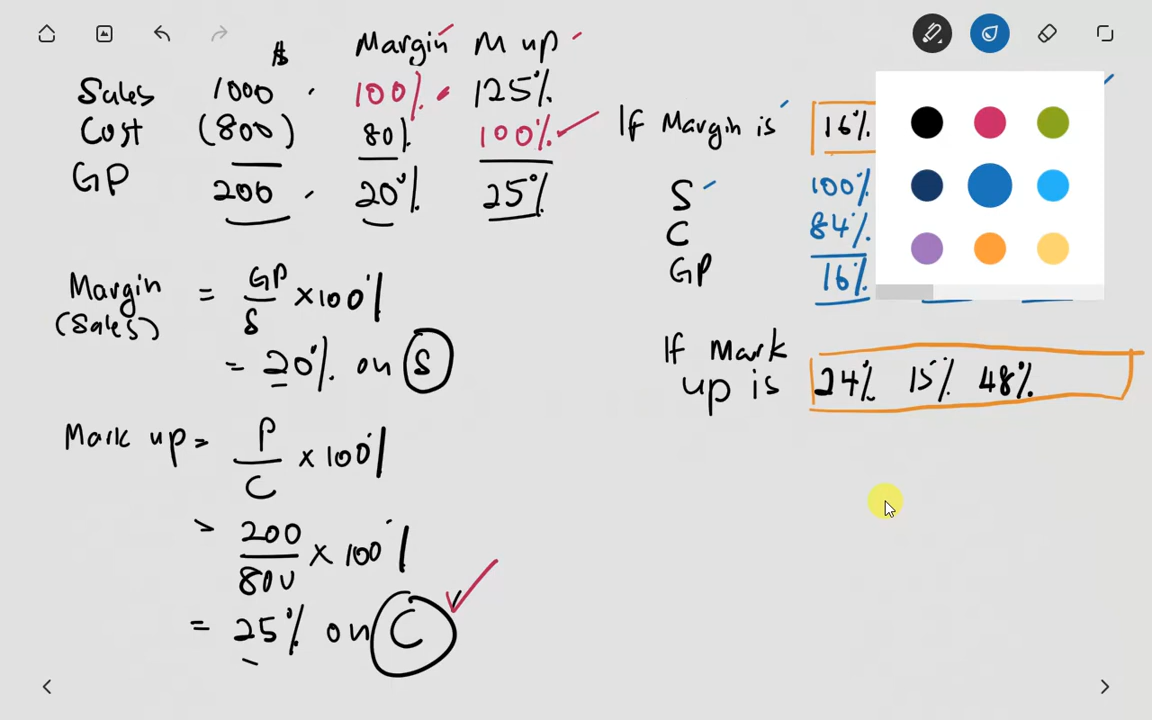 $ Margin M up
Sales 1000 100% 125%
Cost (800) 80% 100%
GP 200 20% 25%
Margin = GP/S × 100%
(Sales)
= 20% on S
Mark up = P/C × 100%
> 200/800 × 100%
= 25% on C
If Margin is 16%
S 100%
C 84%
GP 16%
If Mark
up is 24% 15% 48%